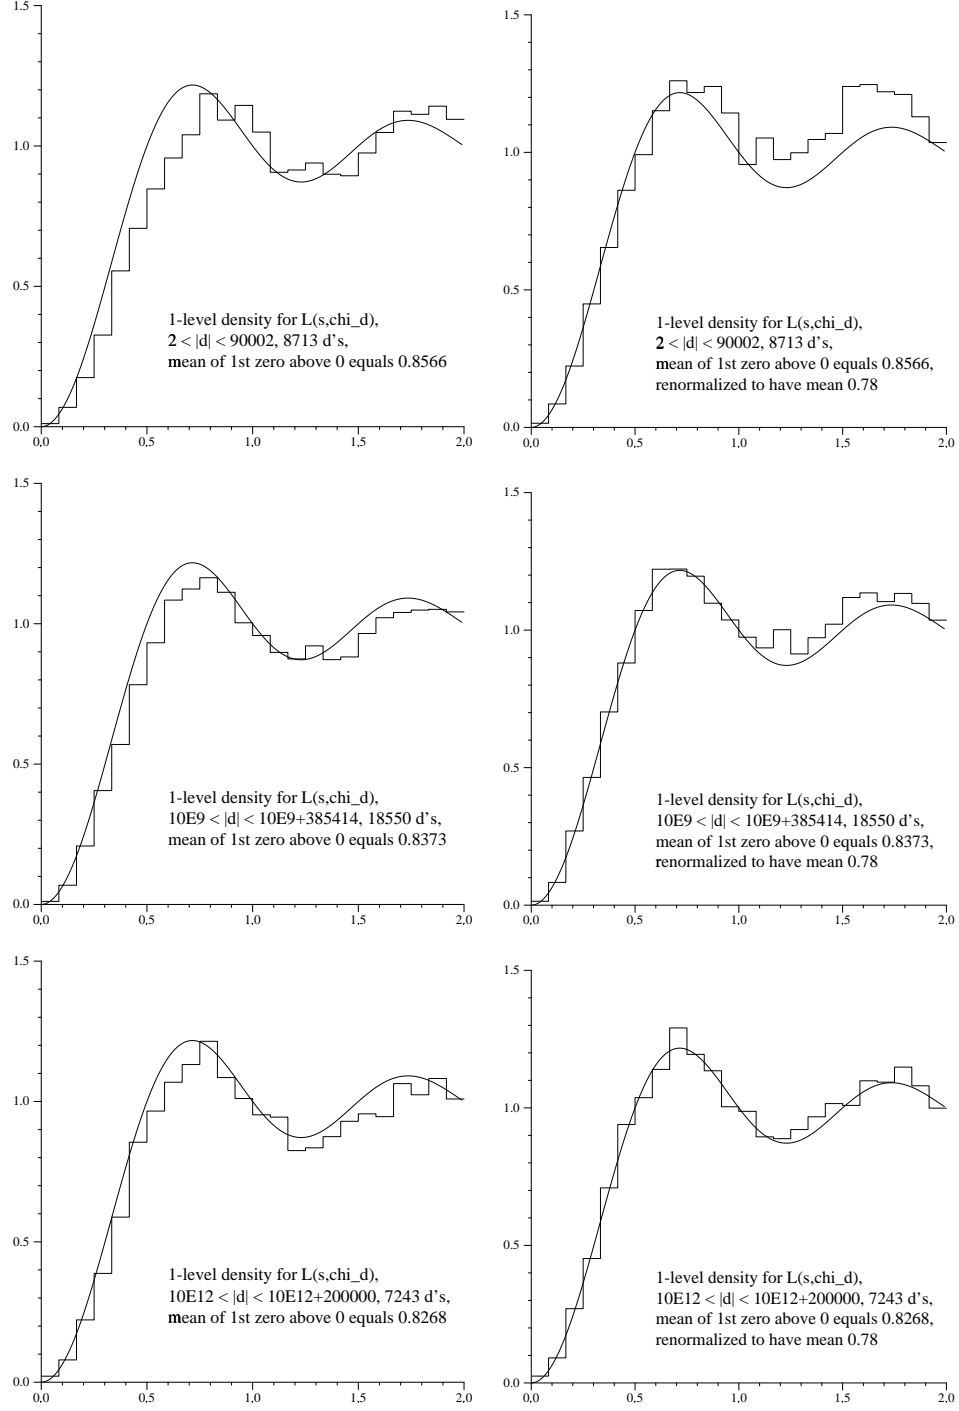 1.5
1.0
0.5
0.0
0,0 0,5 1,0 1,5 2,0
1-level density for L(s,chi_d),
2 < |d| < 90002, 8713 d's,
mean of 1st zero above 0 equals 0.8566
1.5
1.0
0.5
0.0
0,0 0,5 1,0 1,5 2,0
1-level density for L(s,chi_d),
2 < |d| < 90002, 8713 d's,
mean of 1st zero above 0 equals 0.8566,
renormalized to have mean 0.78
1.5
1.0
0.5
0.0
0,0 0,5 1,0 1,5 2,0
1-level density for L(s,chi_d),
10E9 < |d| < 10E9+385414, 18550 d's,
mean of 1st zero above 0 equals 0.8373
1.5
1.0
0.5
0.0
0,0 0,5 1,0 1,5 2,0
1-level density for L(s,chi_d),
10E9 < |d| < 10E9+385414, 18550 d's,
mean of 1st zero above 0 equals 0.8373,
renormalized to have mean 0.78
1.5
1.0
0.5
0.0
0,0 0,5 1,0 1,5 2,0
1-level density for L(s,chi_d),
10E12 < |d| < 10E12+200000, 7243 d's,
mean of 1st zero above 0 equals 0.8268
1.5
1.0
0.5
0.0
0,0 0,5 1,0 1,5 2,0
1-level density for L(s,chi_d),
10E12 < |d| < 10E12+200000, 7243 d's,
mean of 1st zero above 0 equals 0.8268,
renormalized to have mean 0.78